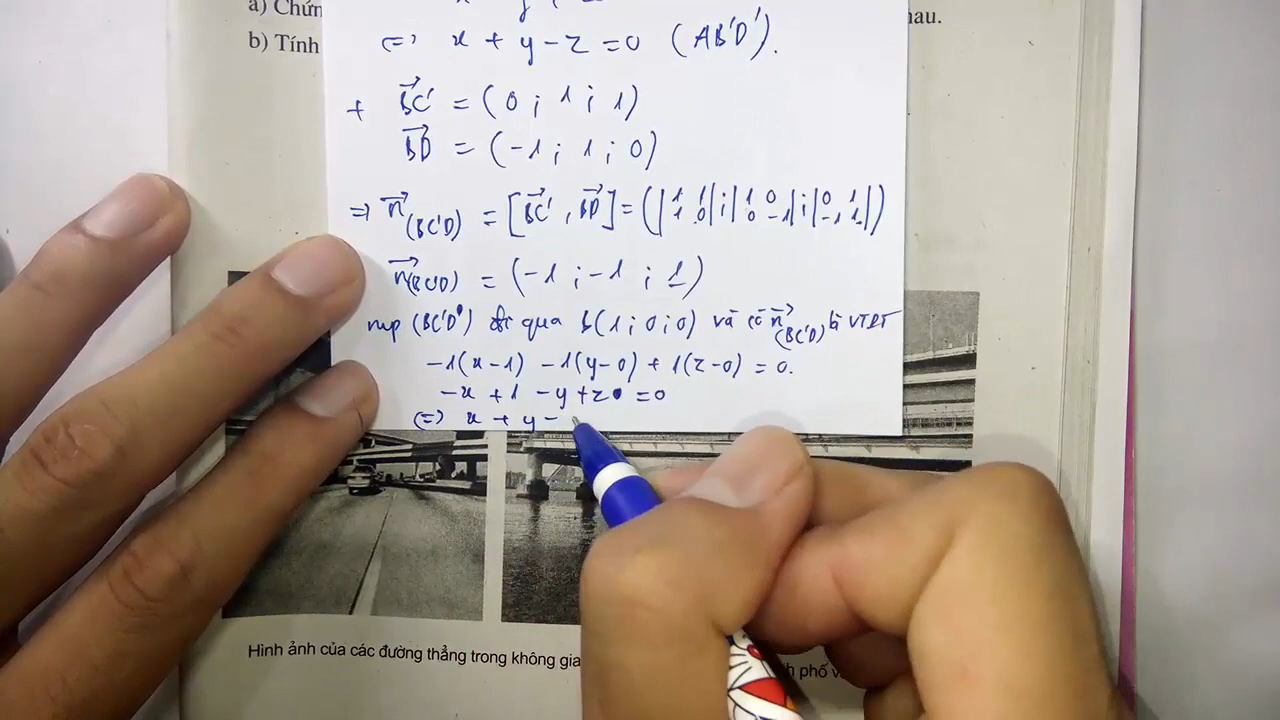 a) Chứn
hau.
b) Tính
<=> x + y - z = 0 (AB'D').
+ BC' = (0 ; 1 ; 1)
BD = (-1 ; 1 ; 0)
=> n (BC'D) = [BC' , BD] = (|1 1| ; |1 0| ; |0 1|)
1 0 0 -1 -1 1
n(BC'D) = (-1 ; -1 ; 1)
mp (BC'D) đi qua B(1 ; 0 ; 0) và có n (BC'D) là VTPT
-1(x-1) -1(y-0) + 1(z-0) = 0.
-x + 1 - y + z = 0
<=> x + y -
Hình ảnh của các đường thẳng trong không gia
h phố v